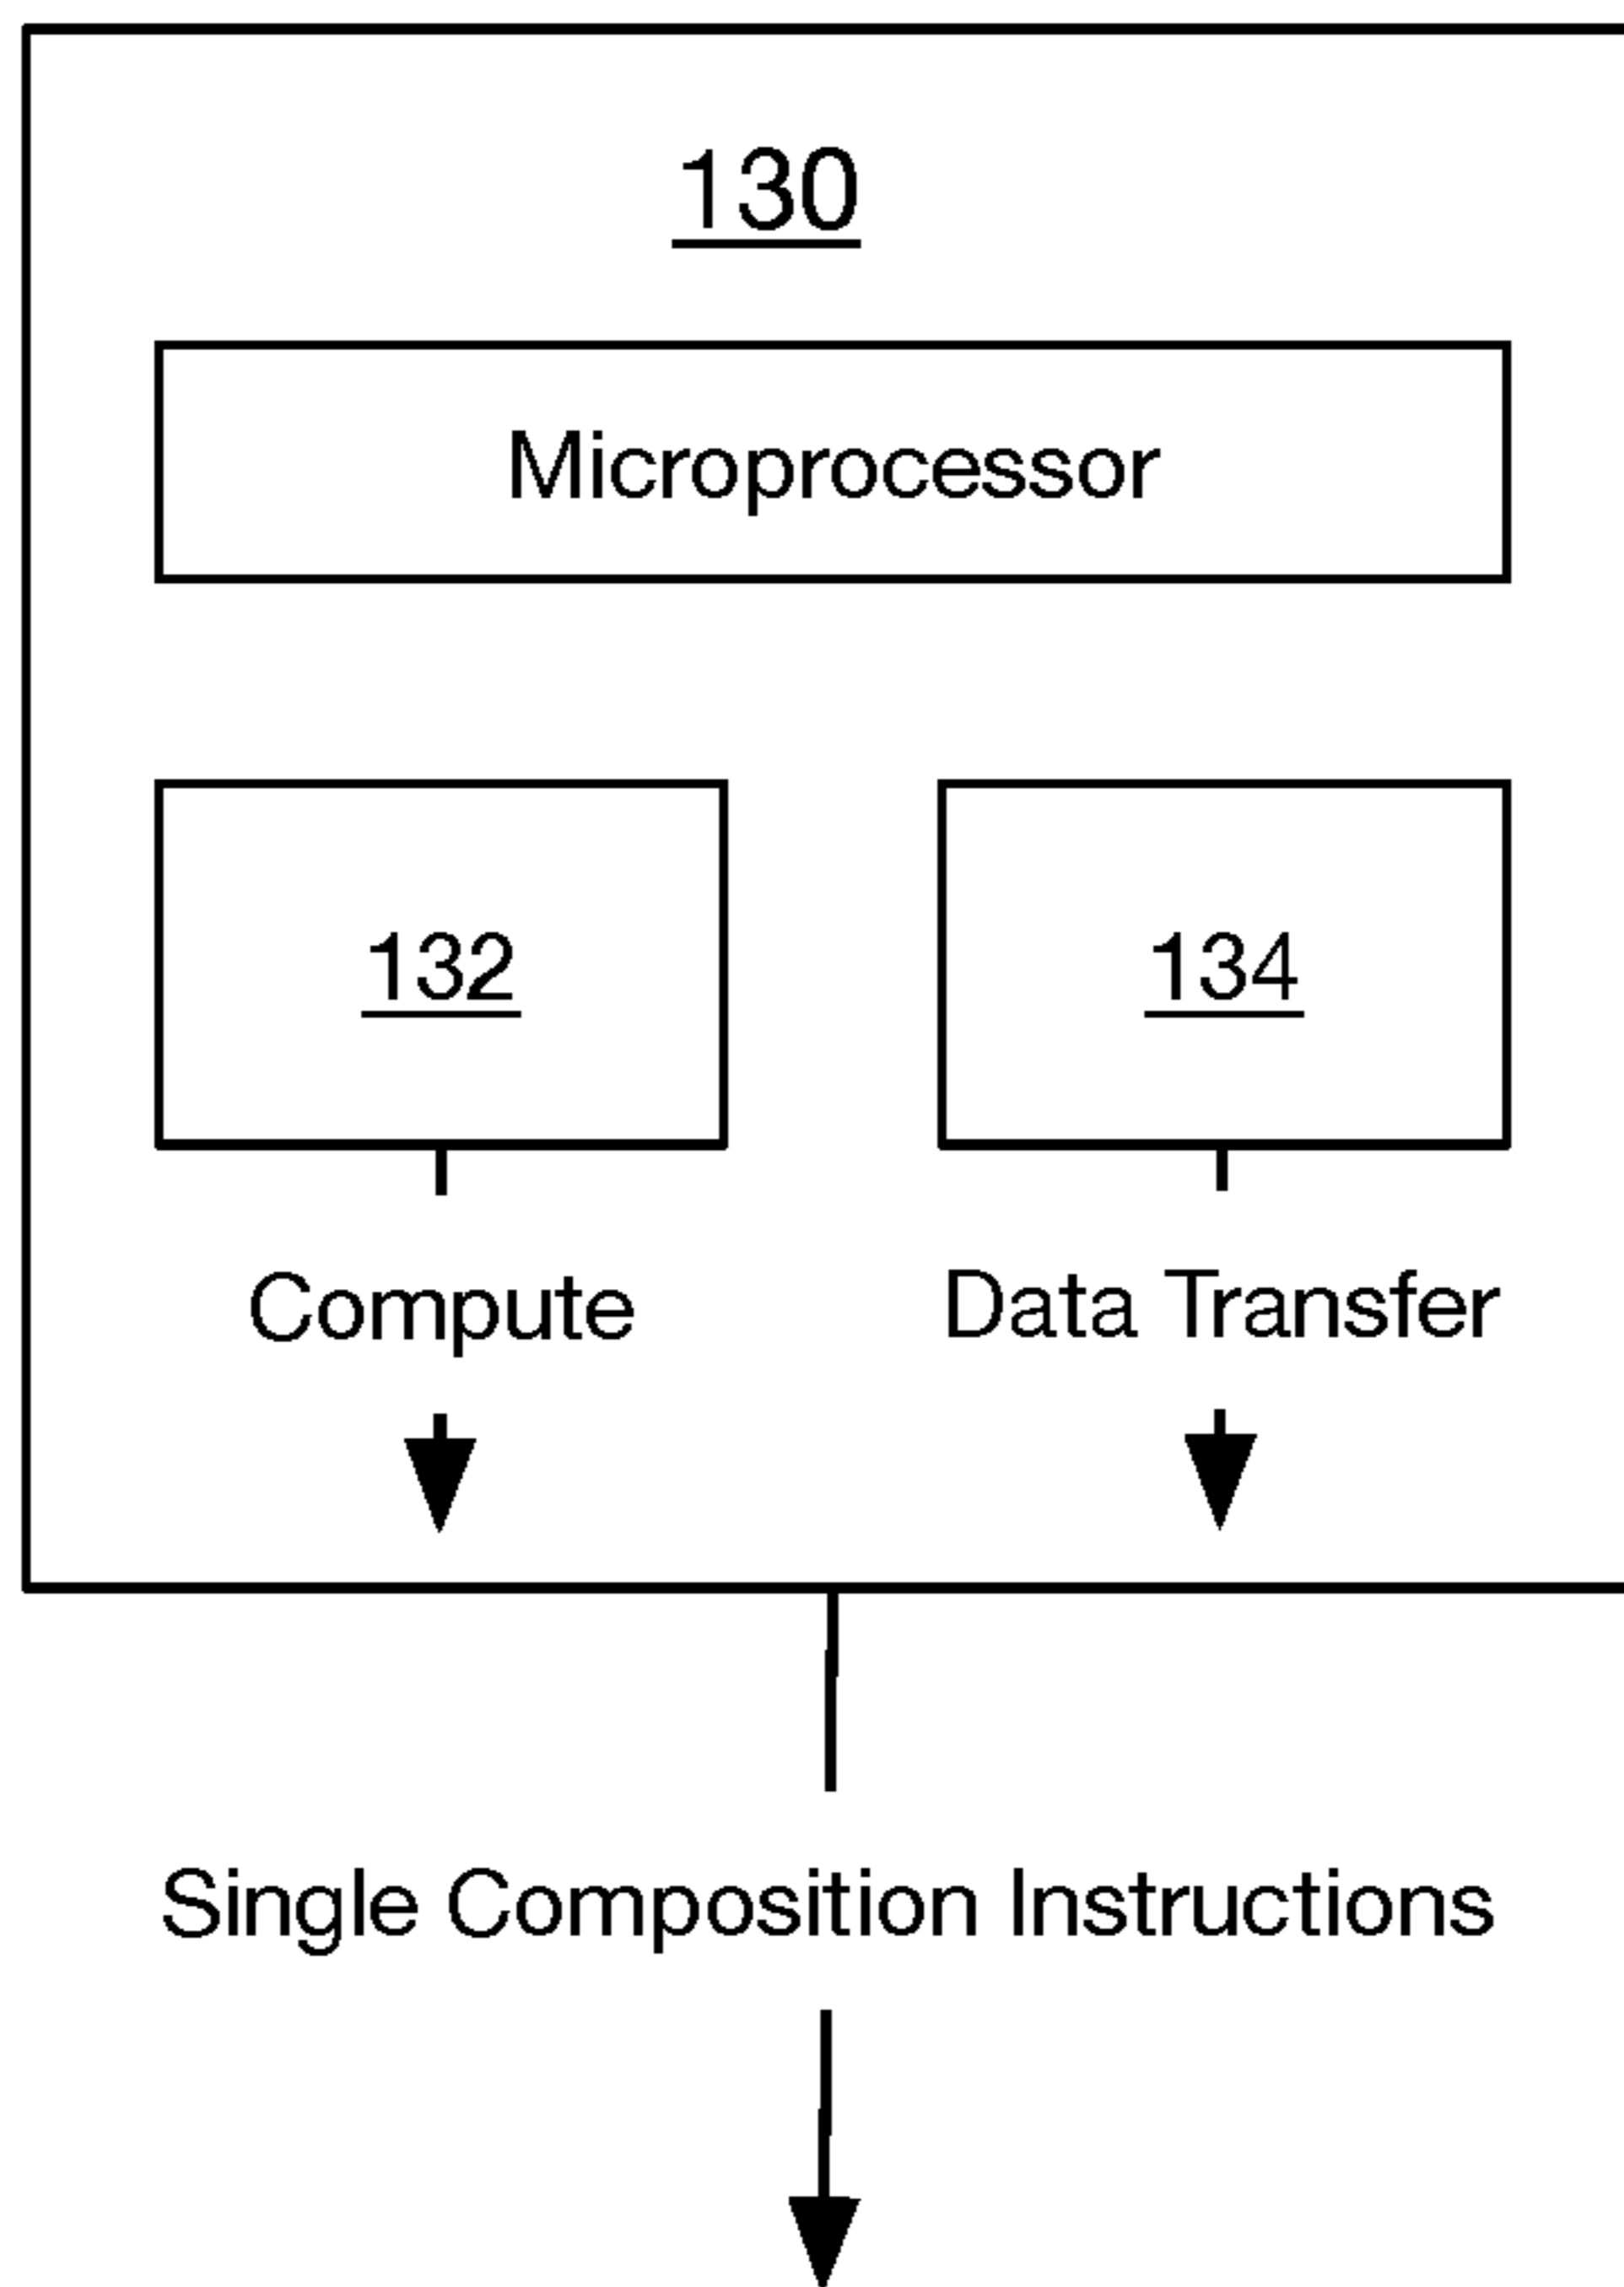 130
Microprocessor
132
134
Compute
Data Transfer
Single Composition Instructions